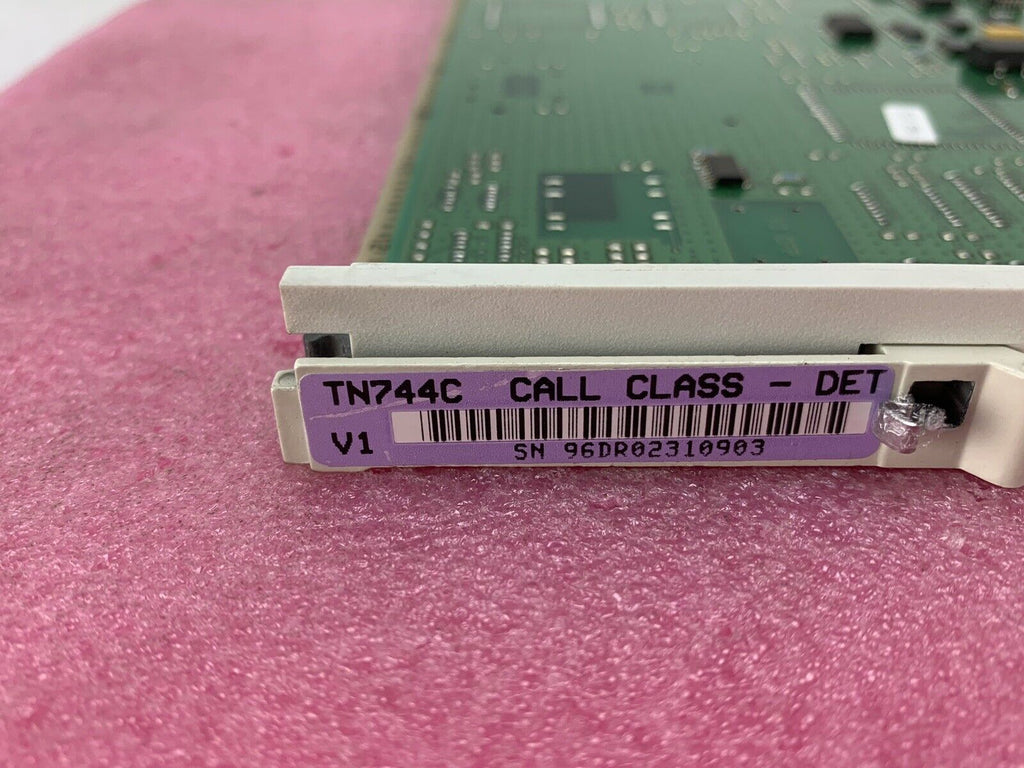 TN744C CALL CLASS - DET
V1
SN 96DR02310903